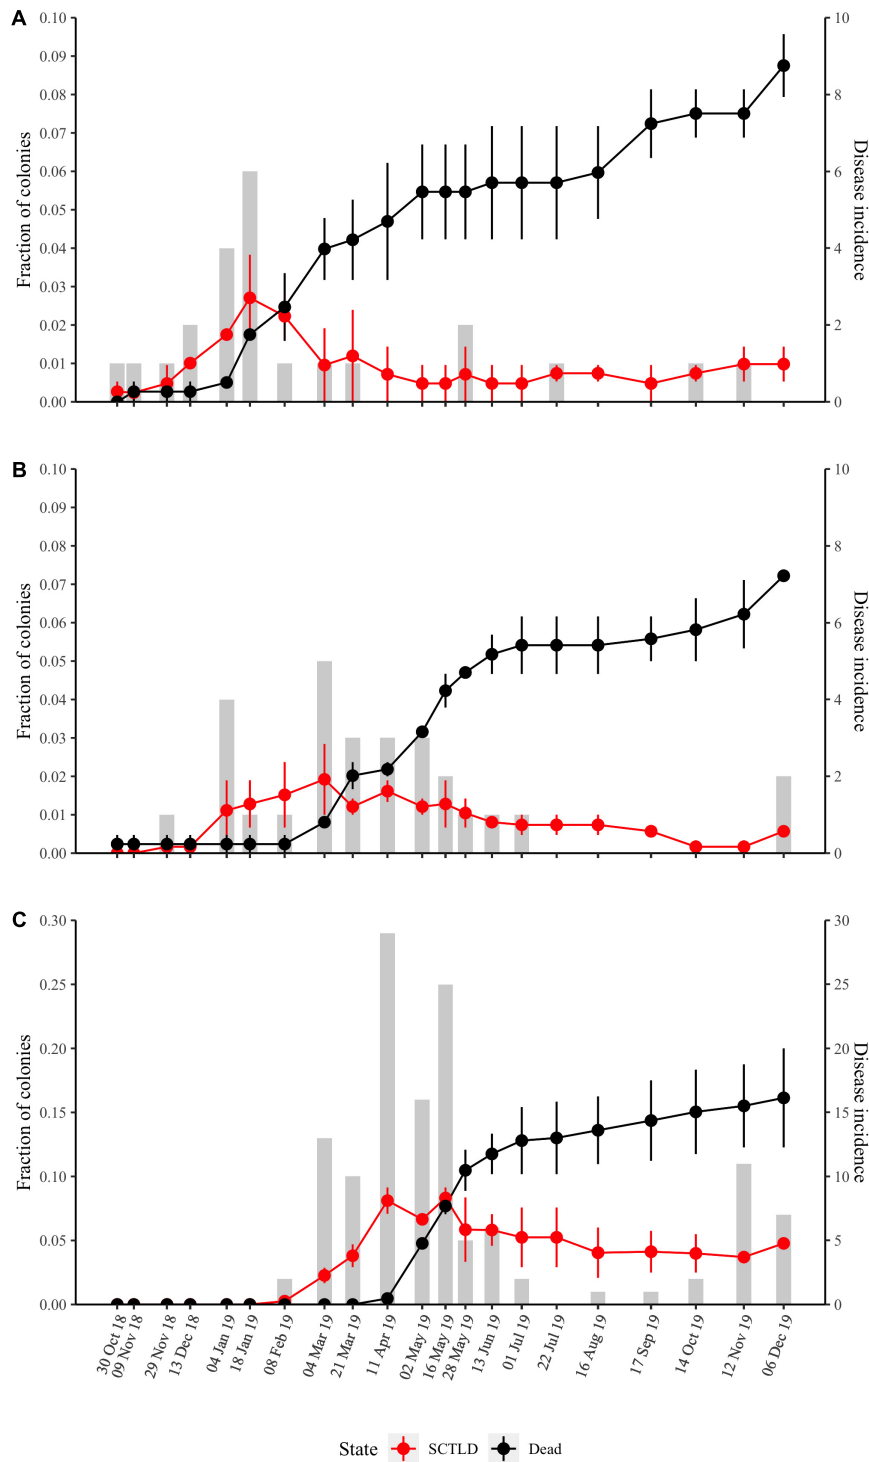 A
0.10
0.09
0.08
0.07
0.06
0.05
0.04
0.03
0.02
0.01
0.00
Fraction of colonies
10
8
6
4
2
0
Disease incidence
B
0.10
0.09
0.08
0.07
0.06
0.05
0.04
0.03
0.02
0.01
0.00
Fraction of colonies
10
8
6
4
2
0
Disease incidence
C
0.30
0.25
0.20
0.15
0.10
0.05
0.00
Fraction of colonies
30
25
20
15
10
5
0
Disease incidence
30 Oct 18
09 Nov 18
29 Nov 18
13 Dec 18
04 Jan 19
18 Jan 19
08 Feb 19
04 Mar 19
21 Mar 19
11 Apr 19
02 May 19
16 May 19
28 May 19
13 Jun 19
01 Jul 19
22 Jul 19
16 Aug 19
17 Sep 19
14 Oct 19
12 Nov 19
06 Dec 19
State SCTLD Dead